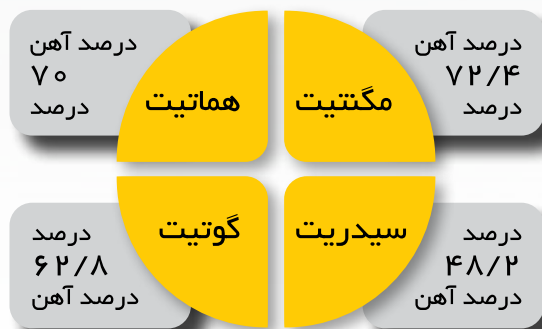 درصد آهن
۷۲/۴
درصد
مگنتیت
هماتیت
درصد آهن
۷۰
درصد
سیدریت
درصد
۴۸/۲
درصد آهن
گوتیت
درصد
۶۲/۸
درصد آهن